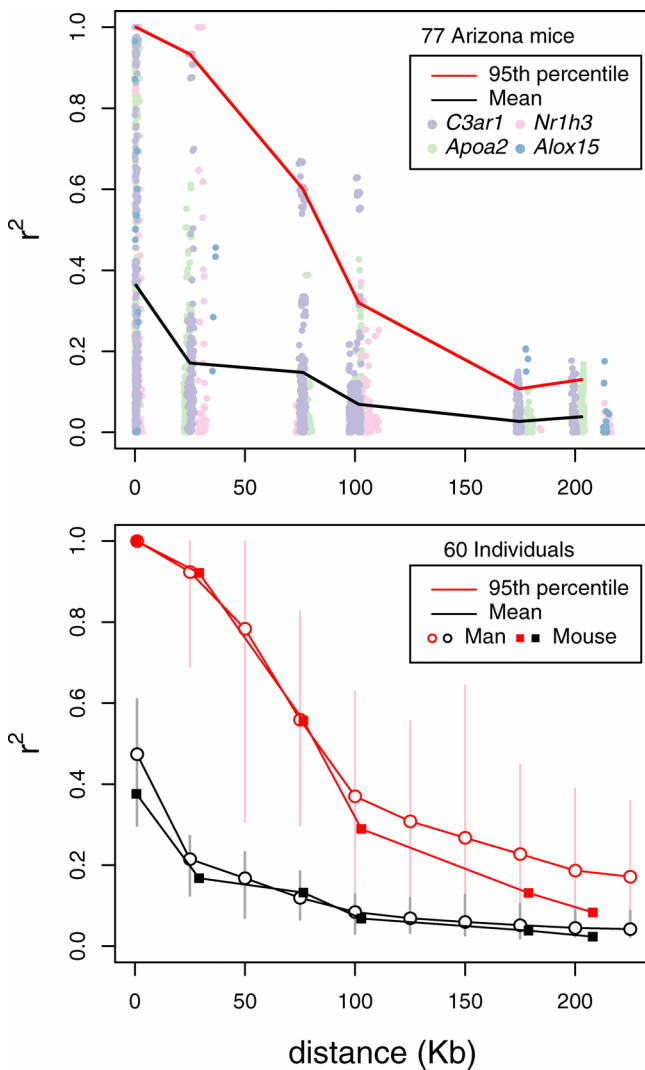 77 Arizona mice
95th percentile
Mean
C3ar1 Nr1h3
Apoa2 Alox15
r2
1.0
0.8
0.6
0.4
0.2
0.0
0 50 100 150 200
60 Individuals
95th percentile
Mean
Man Mouse
r2
1.0
0.8
0.6
0.4
0.2
0.0
0 50 100 150 200
distance (Kb)